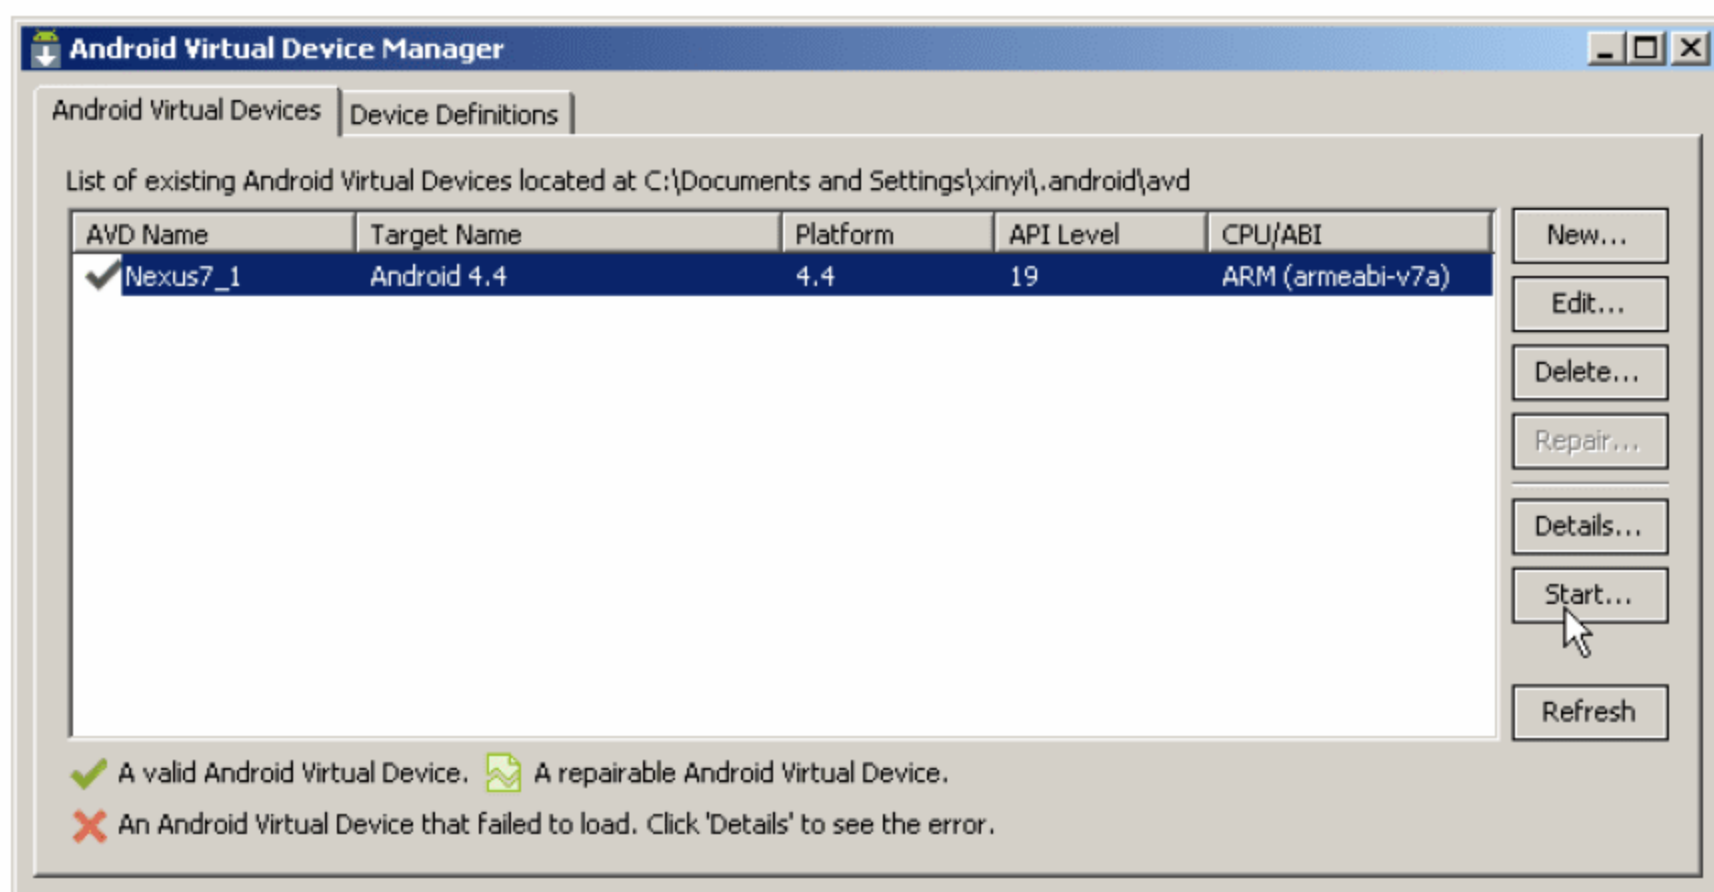 Android Virtual Device Manager
Android Virtual Devices Device Definitions
List of existing Android Virtual Devices located at C:\Documents and Settings\xinyi\.android\avd
AVD Name Target Name Platform API Level CPU/ABI
Nexus7_1 Android 4.4 4.4 19 ARM (armeabi-v7a)
New...
Edit...
Delete...
Repair...
Details...
Start...
Refresh
A valid Android Virtual Device. A repairable Android Virtual Device.
An Android Virtual Device that failed to load. Click 'Details' to see the error.